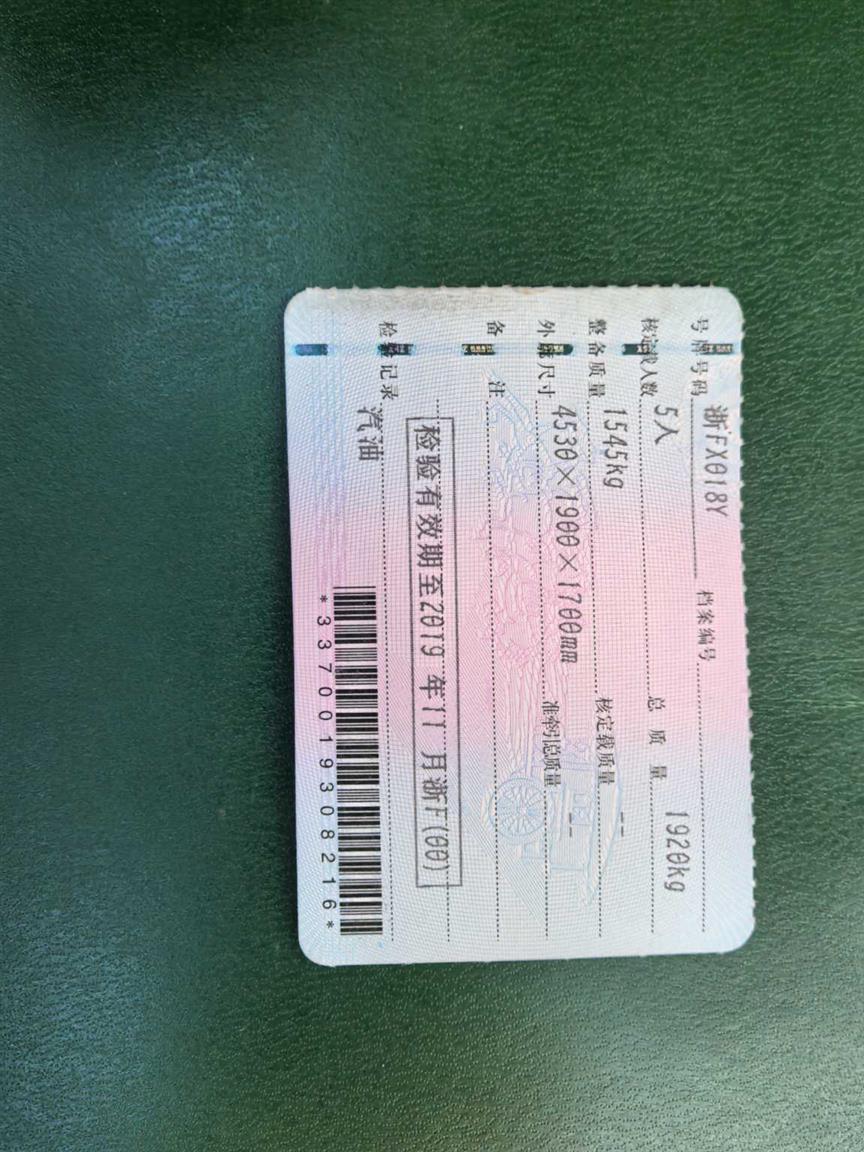 号牌号码 浙FX018Y 档案编号
核定载人数 5人 总质量 1920kg
整备质量 1545kg 核定载质量 --
外廓尺寸 4530×1900×1700mm 准牵引总质量 --
备注
检验有效期至2019年11月浙F(00)
检验记录
汽油
*3370019308216*